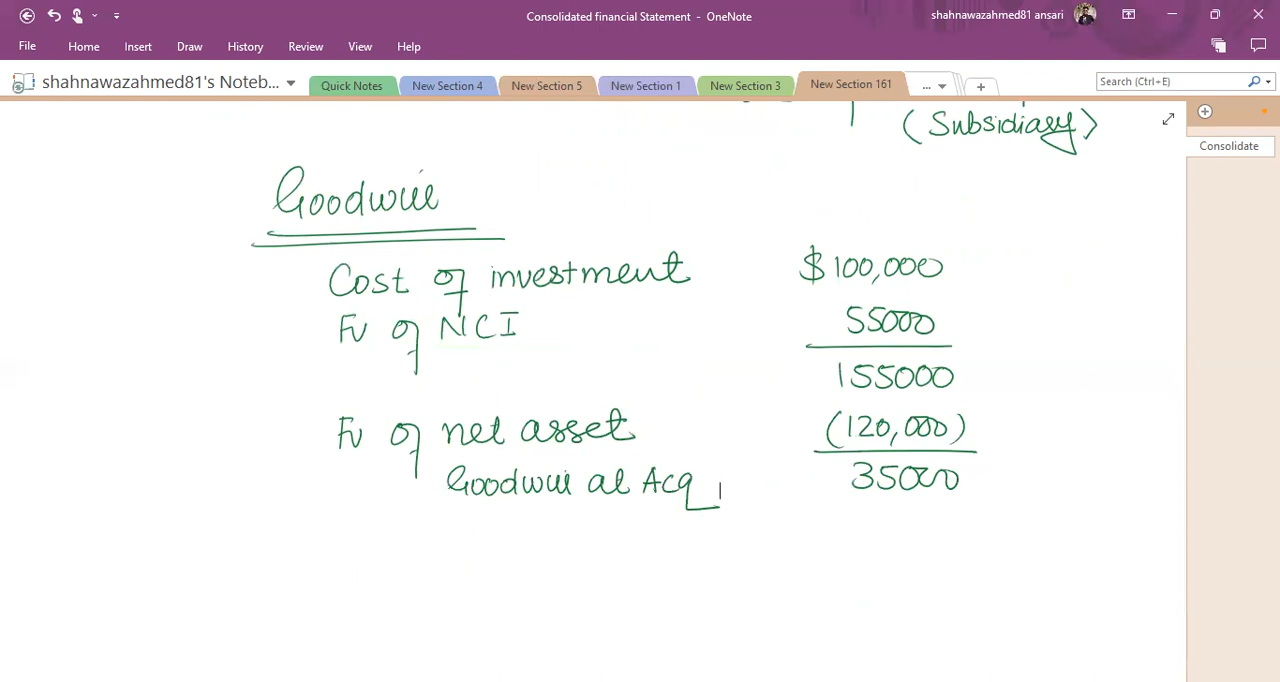 Consolidated financial Statement - OneNote
shahnawazahmed81 ansari
File Home Insert Draw History Review View Help
shahnawazahmed81's Noteb... Quick Notes New Section 4 New Section 5 New Section 1 New Section 3 New Section 161 ... + Search (Ctrl+E)
(Subsidiary)
Consolidate
Goodwill
Cost of investment $100,000
Fv of NCI 55000
155000
Fv of net asset (120,000)
Goodwill at Acq 35000